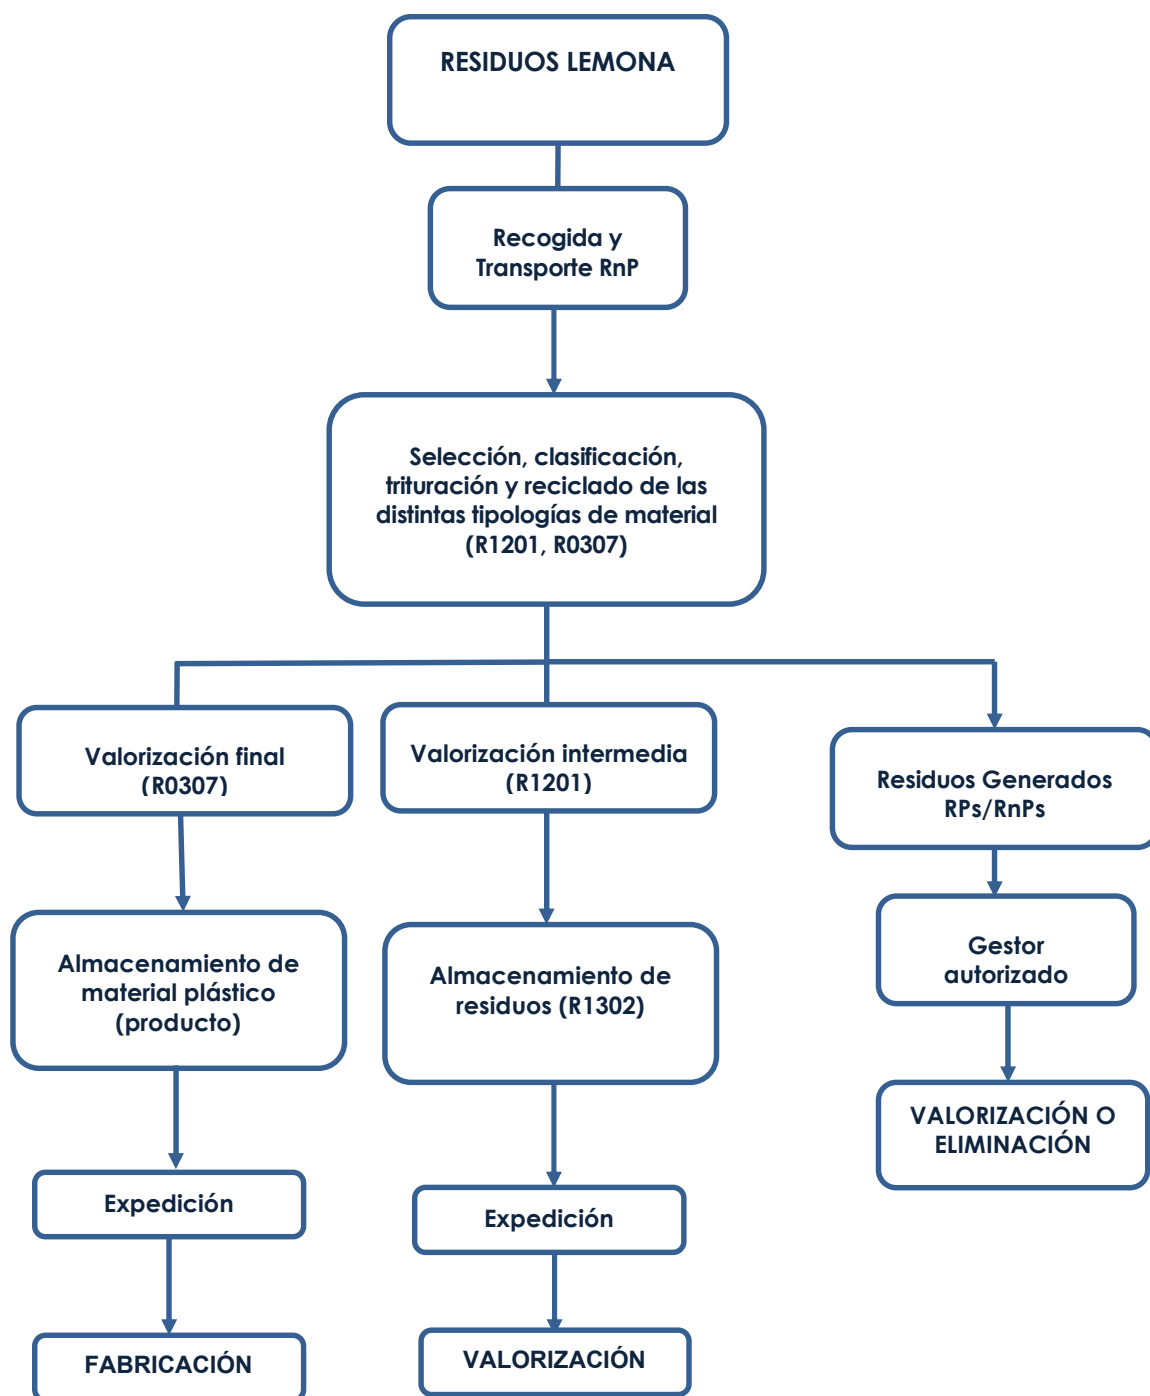 RESIDUOS LEMONA
Recogida y
Transporte RnP
Selección, clasificación,
trituración y reciclado de las
distintas tipologías de material
(R1201, R0307)
Valorización final
(R0307)
Valorización intermedia
(R1201)
Residuos Generados
RPs/RnPs
Almacenamiento de
material plástico
(producto)
Almacenamiento de
residuos (R1302)
Gestor
autorizado
VALORIZACIÓN O
ELIMINACIÓN
Expedición
Expedición
FABRICACIÓN
VALORIZACIÓN